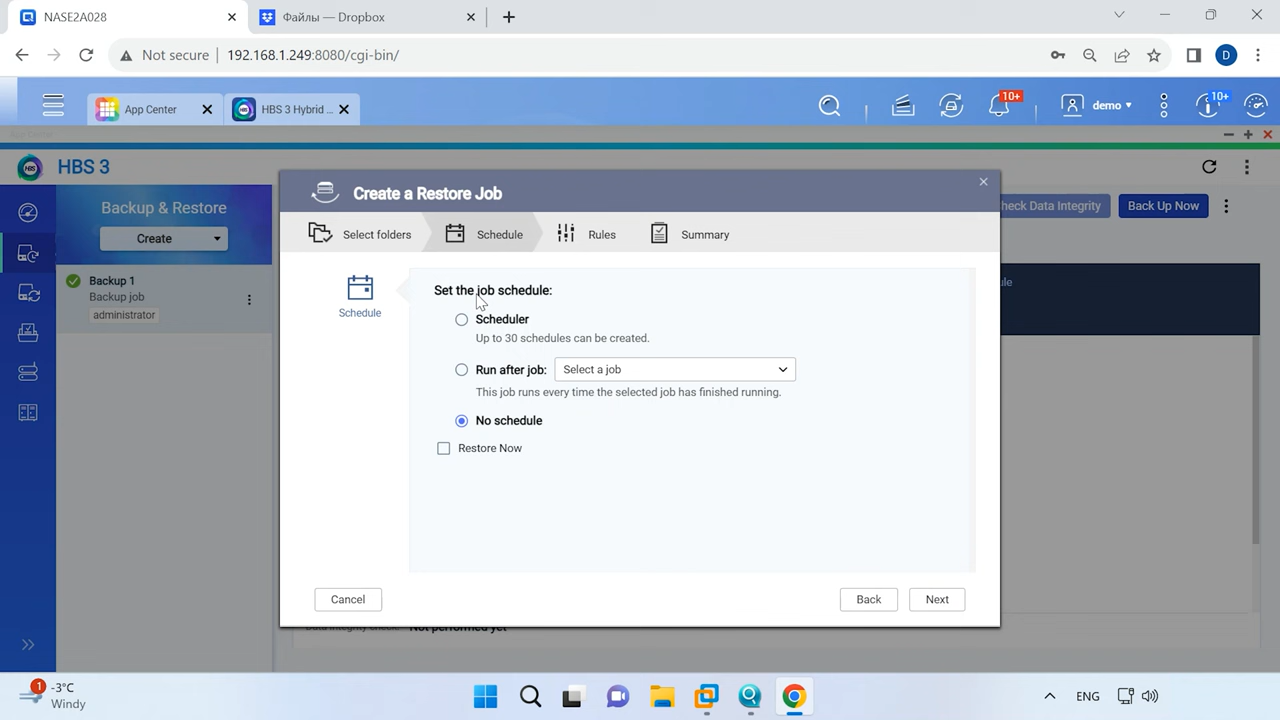 NASE2A028
Файлы — Dropbox
Not secure
192.168.1.249:8080/cgi-bin/
D
App Center
HBS 3 Hybrid ...
10+
demo
10+
HBS 3
Backup & Restore
Create
Backup 1
Backup job
administrator
Check Data Integrity
Back Up Now
Create a Restore Job
Select folders
Schedule
Rules
Summary
Schedule
Set the job schedule:
Scheduler
Up to 30 schedules can be created.
Run after job:
Select a job
This job runs every time the selected job has finished running.
No schedule
Restore Now
Cancel
Back
Next
Not performed yet
1
-3°C
Windy
ENG